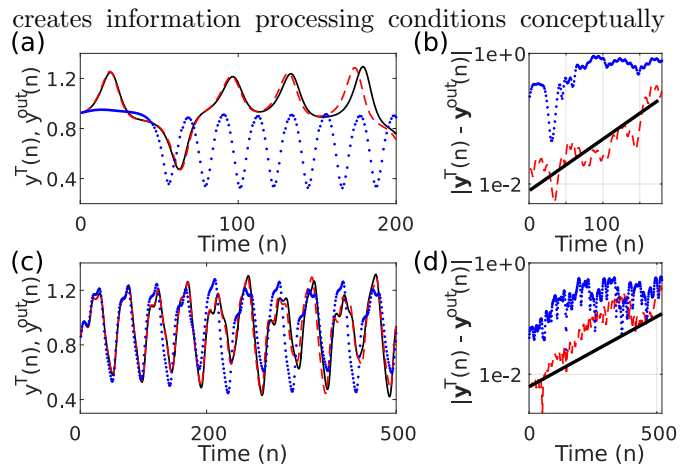 creates information processing conditions conceptually
(a)
1.2
0.8
0.4
y^T(n), y^out(n)
0
100
200
Time (n)
(b)
1e+0
1e-2
|y^T(n) - y^out(n)|
0
100
Time (n)
(c)
1.2
0.8
0.4
y^T(n), y^out(n)
0
200
500
Time (n)
(d)
1e+0
1e-2
|y^T(n) - y^out(n)|
0
500
Time (n)